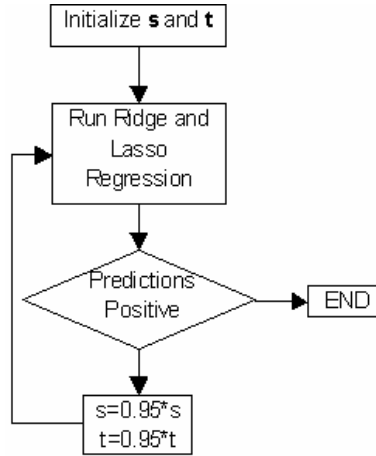 Initialize s and t
Run Ridge and
Lasso
Regression
Predictions
Positive
END
s=0.95*s
t=0.95*t